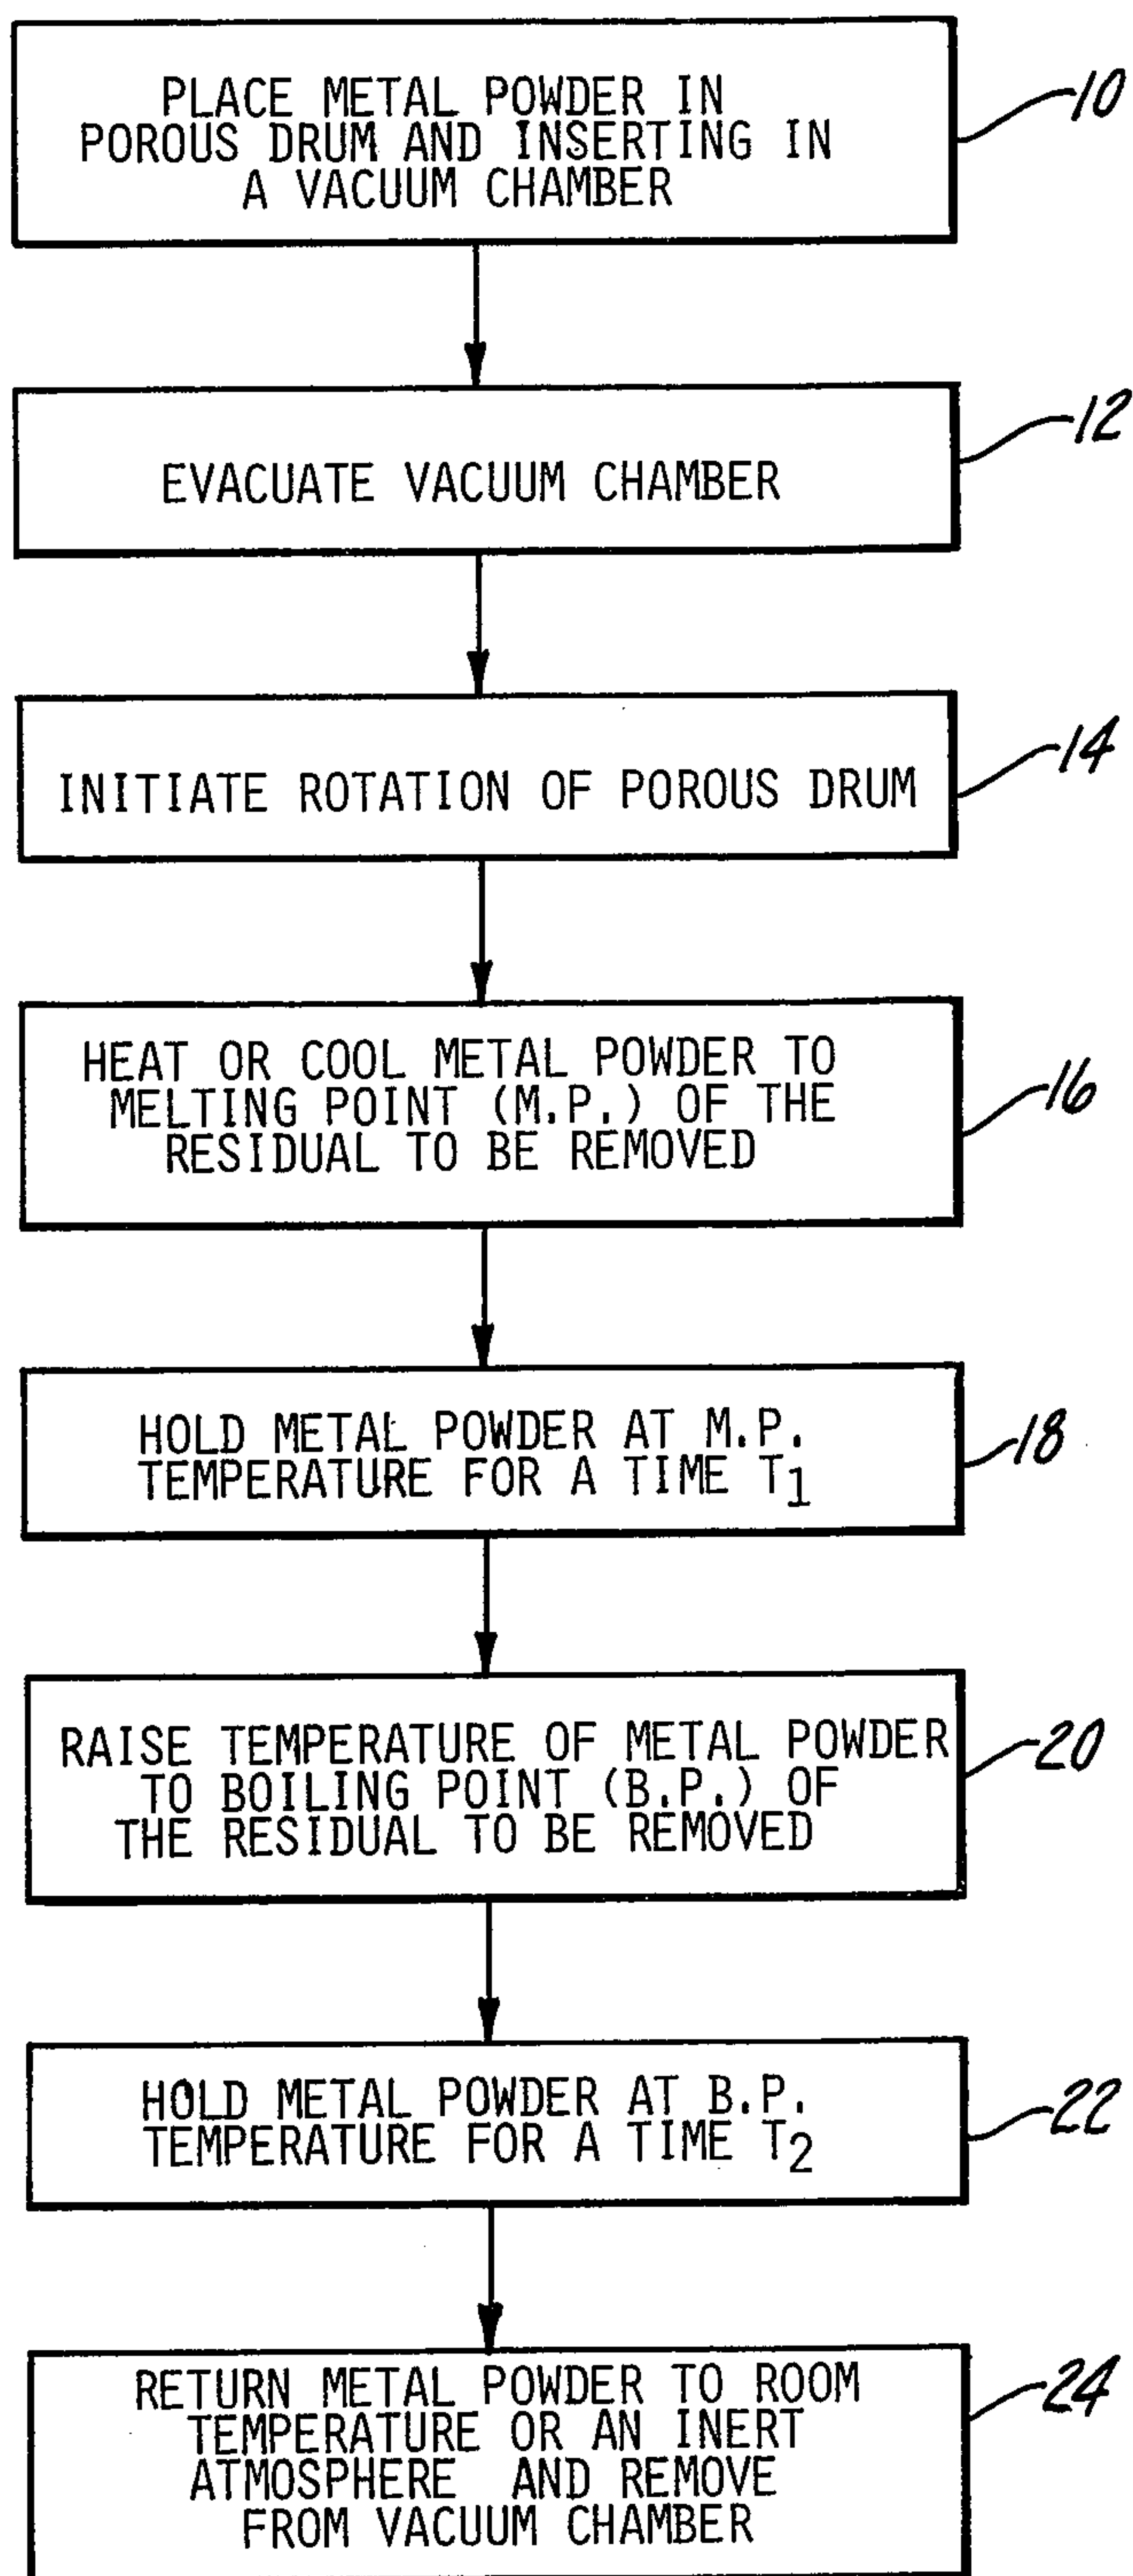 PLACE METAL POWDER IN
POROUS DRUM AND INSERTING IN
A VACUUM CHAMBER
10
EVACUATE VACUUM CHAMBER
12
INITIATE ROTATION OF POROUS DRUM
14
HEAT OR COOL METAL POWDER TO
MELTING POINT (M.P.) OF THE
RESIDUAL TO BE REMOVED
16
HOLD METAL POWDER AT M.P.
TEMPERATURE FOR A TIME T1
18
RAISE TEMPERATURE OF METAL POWDER
TO BOILING POINT (B.P.) OF
THE RESIDUAL TO BE REMOVED
20
HOLD METAL POWDER AT B.P.
TEMPERATURE FOR A TIME T2
22
RETURN METAL POWDER TO ROOM
TEMPERATURE OR AN INERT
ATMOSPHERE AND REMOVE
FROM VACUUM CHAMBER
24